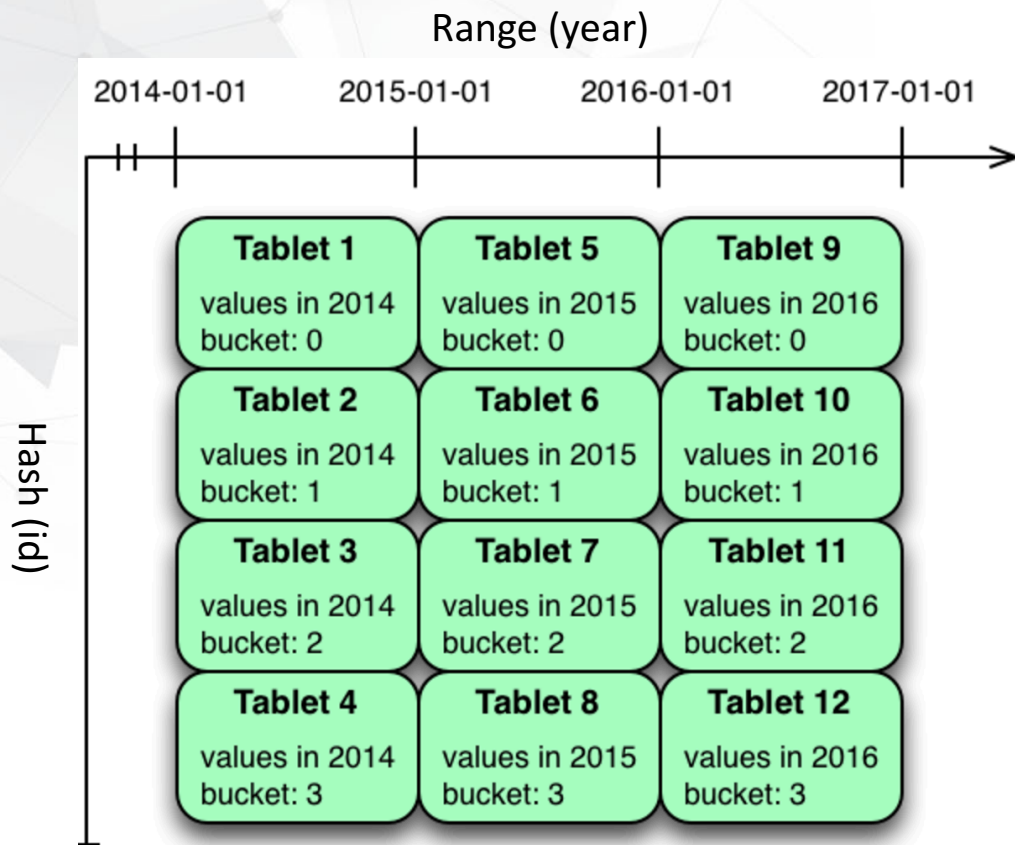 Range (year)
2014-01-01 2015-01-01 2016-01-01 2017-01-01
Hash (id)
Tablet 1
values in 2014
bucket: 0
Tablet 5
values in 2015
bucket: 0
Tablet 9
values in 2016
bucket: 0
Tablet 2
values in 2014
bucket: 1
Tablet 6
values in 2015
bucket: 1
Tablet 10
values in 2016
bucket: 1
Tablet 3
values in 2014
bucket: 2
Tablet 7
values in 2015
bucket: 2
Tablet 11
values in 2016
bucket: 2
Tablet 4
values in 2014
bucket: 3
Tablet 8
values in 2015
bucket: 3
Tablet 12
values in 2016
bucket: 3